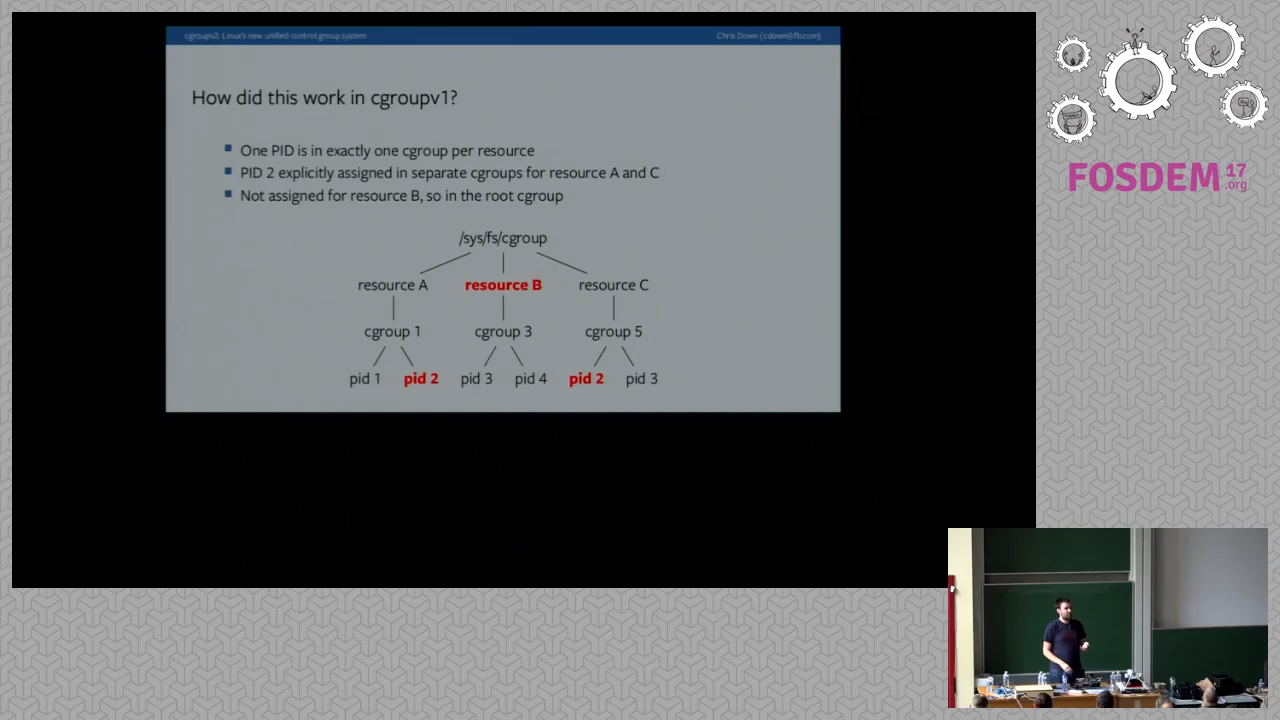 cgroupv2: Linux's new unified control group system
Chris Down (cdown@fb.com)
How did this work in cgroupv1?
One PID is in exactly one cgroup per resource
PID 2 explicitly assigned in separate cgroups for resource A and C
Not assigned for resource B, so in the root cgroup
/sys/fs/cgroup
resource A resource B resource C
cgroup 1 cgroup 3 cgroup 5
pid 1 pid 2 pid 3 pid 4 pid 2 pid 3
FOSDEM 17
.org